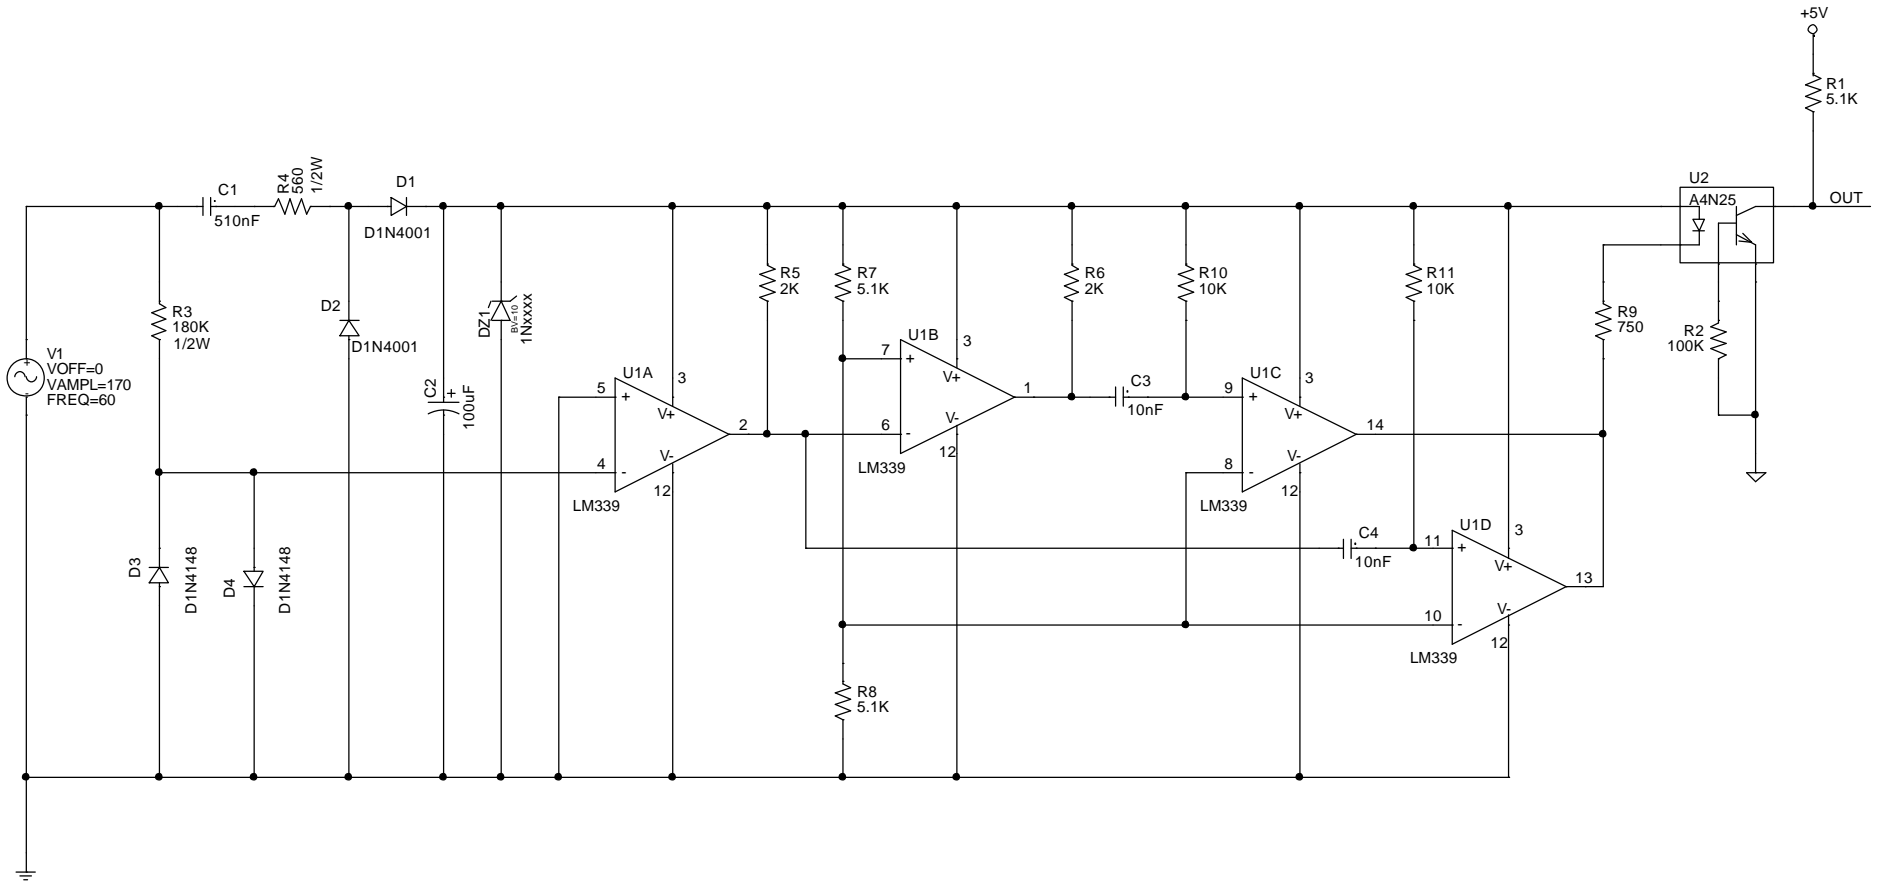 +5V
R1
5.1K
U2
A4N25
OUT
C1
510nF
R4
560
1/2W
D1
D1N4001
R3
180K
1/2W
D2
D1N4001
DZ1
BV=10
1Nxxxx
R5
2K
R7
5.1K
R6
2K
R10
10K
R11
10K
R9
750
R2
100K
V1
VOFF=0
VAMPL=170
FREQ=60
+
-
C2
+
100uF
U1A
5
+
3
V+
2
4
-
V-
12
LM339
U1B
7
+
3
V+
1
6
-
V-
12
LM339
C3
10nF
U1C
9
+
3
V+
14
8
-
V-
12
LM339
C4
10nF
U1D
11
+
3
V+
13
10
-
V-
12
LM339
D3
D1N4148
D4
D1N4148
R8
5.1K